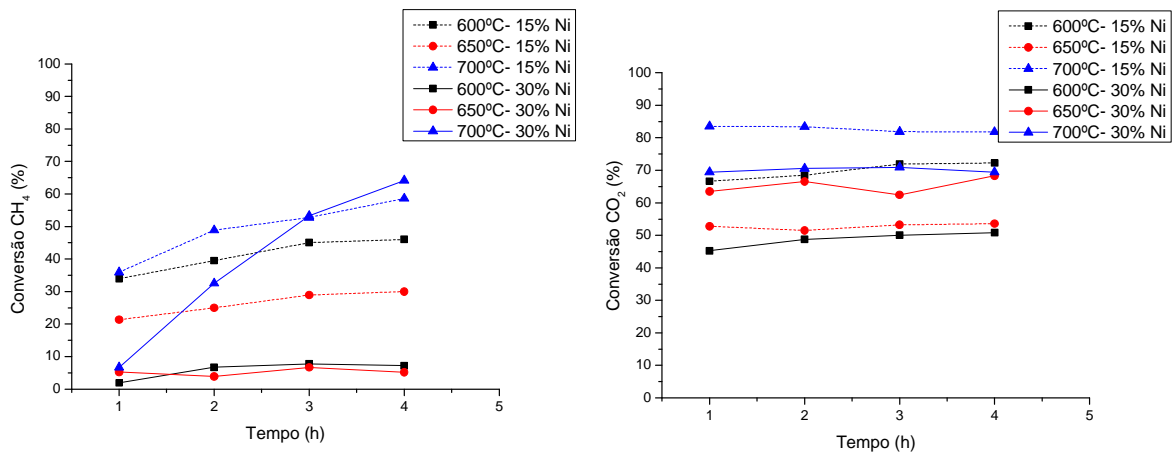 600ºC- 15% Ni
650ºC- 15% Ni
700ºC- 15% Ni
600ºC- 30% Ni
650ºC- 30% Ni
700ºC- 30% Ni
100
90
80
70
60
50
40
30
20
10
0
Conversão CH4 (%)
1
2
3
4
5
Tempo (h)
600ºC- 15% Ni
650ºC- 15% Ni
700ºC- 15% Ni
600ºC- 30% Ni
650ºC- 30% Ni
700ºC- 30% Ni
100
90
80
70
60
50
40
30
20
10
0
Conversão CO2 (%)
1
2
3
4
5
Tempo (h)